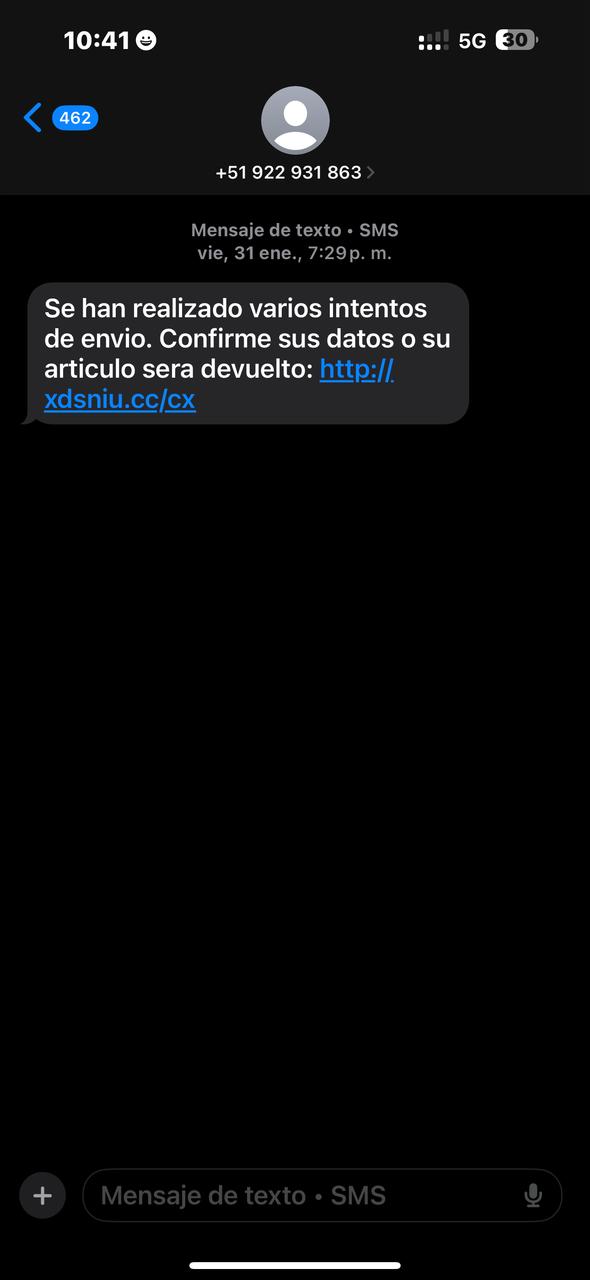 10:41
5G
30
462
+51 922 931 863
Mensaje de texto • SMS
vie, 31 ene., 7:29 p. m.
Se han realizado varios intentos
de envio. Confirme sus datos o su
articulo sera devuelto: http://
xdsniu.cc/cx
Mensaje de texto • SMS